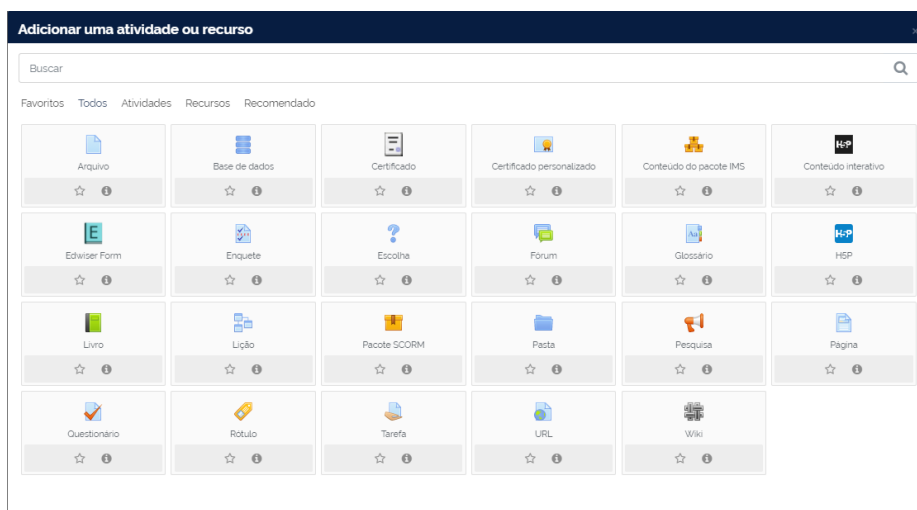 Adicionar uma atividade ou recurso
Buscar
Favoritos Todos Atividades Recursos Recomendado
Arquivo Base de dados Certificado Certificado personalizado Conteúdo do pacote IMS H-P Conteúdo interativo
E Edwiser Form Enquete Escolha Fórum Glossário H-P H5P
Livro Lição Pacote SCORM Pasta Pesquisa Página
Questionário Rótulo Tarefa URL Wiki